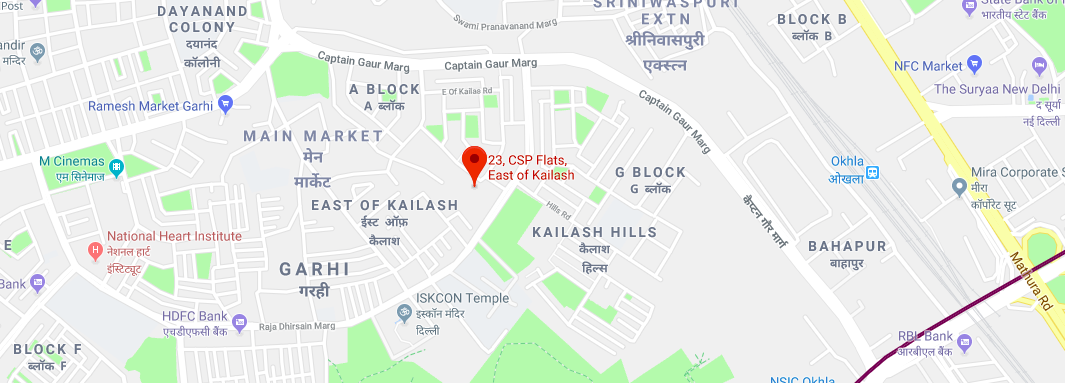 Post
DAYANAND
COLONY
दयानंद
कॉलोनी
Swami Pranavanand Marg
SRINIWASPURI
EXTN
श्रीनिवासपुरी
एक्स्टन
BLOCK B
ब्लॉक B
भारतीय स्टेट बैंक
मन्दिर
Captain Gaur Marg
Captain Gaur Marg
NFC Market
The Suryaa New Delhi
द सूर्या
नई दिल्ली
A BLOCK
A ब्लॉक
E Of Kailas Rd
Captain Gaur Marg
Ramesh Market Garhi
MAIN MARKET
मेन
मार्केट
M Cinemas
एम सिनेमाज
23, CSP Flats,
East of Kailash
G BLOCK
G ब्लॉक
Okhla
ओखला
Mira Corporate S
मीरा
कॉर्पोरेट सूट
EAST OF KAILASH
ईस्ट ऑफ़
कैलाश
Hills Rd
कैप्टन गौर मार्ग
KAILASH HILLS
कैलाश
हिल्स
BAHAPUR
बाहापुर
E
National Heart Institute
नेशनल हार्ट
इंस्टिट्यूट
GARHI
गरही
Mathura Rd
Bank
ISKCON Temple
इस्कॉन मंदिर
दिल्ली
HDFC Bank
एचडीएफसी बैंक
Raja Dhirsain Marg
RBL Bank
आरबीएल बैंक
BLOCK F
ब्लॉक F
NSIC Okhla